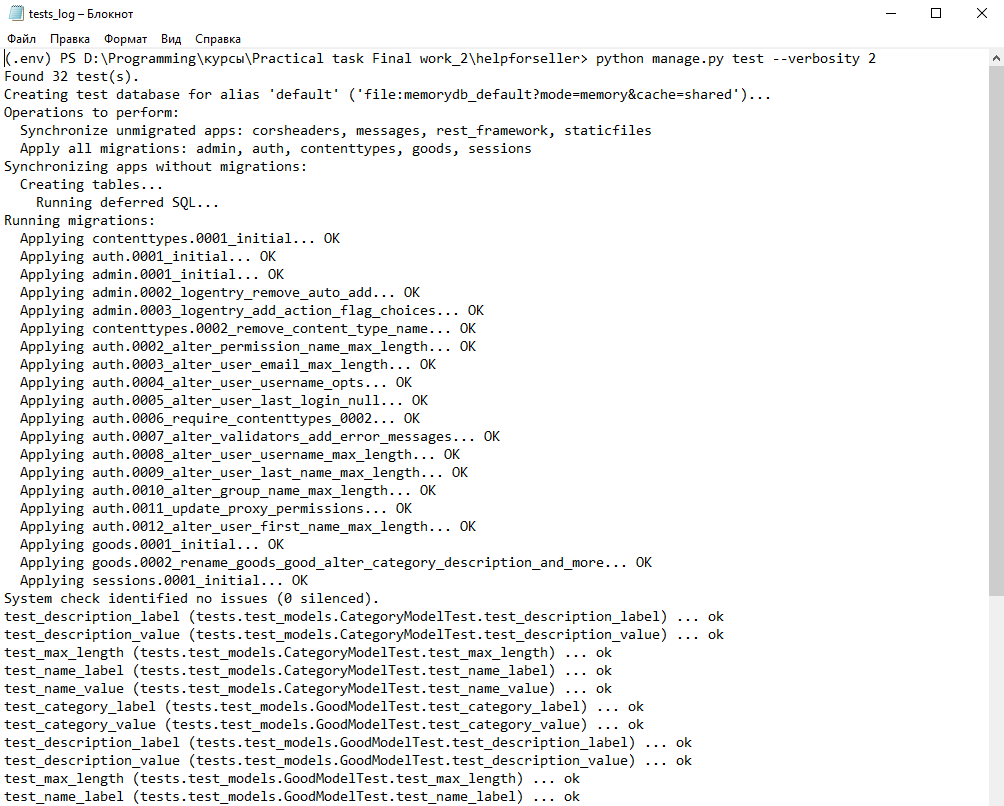 tests_log – Блокнот
Файл Правка Формат Вид Справка
(.env) PS D:\Programming\курсы\Practical task Final work_2\helpforseller> python manage.py test --verbosity 2
Found 32 test(s).
Creating test database for alias 'default' ('file:memorydb_default?mode=memory&cache=shared')...
Operations to perform:
  Synchronize unmigrated apps: corsheaders, messages, rest_framework, staticfiles
  Apply all migrations: admin, auth, contenttypes, goods, sessions
Synchronizing apps without migrations:
  Creating tables...
    Running deferred SQL...
Running migrations:
  Applying contenttypes.0001_initial... OK
  Applying auth.0001_initial... OK
  Applying admin.0001_initial... OK
  Applying admin.0002_logentry_remove_auto_add... OK
  Applying admin.0003_logentry_add_action_flag_choices... OK
  Applying contenttypes.0002_remove_content_type_name... OK
  Applying auth.0002_alter_permission_name_max_length... OK
  Applying auth.0003_alter_user_email_max_length... OK
  Applying auth.0004_alter_user_username_opts... OK
  Applying auth.0005_alter_user_last_login_null... OK
  Applying auth.0006_require_contenttypes_0002... OK
  Applying auth.0007_alter_validators_add_error_messages... OK
  Applying auth.0008_alter_user_username_max_length... OK
  Applying auth.0009_alter_user_last_name_max_length... OK
  Applying auth.0010_alter_group_name_max_length... OK
  Applying auth.0011_update_proxy_permissions... OK
  Applying auth.0012_alter_user_first_name_max_length... OK
  Applying goods.0001_initial... OK
  Applying goods.0002_rename_goods_good_alter_category_description_and_more... OK
  Applying sessions.0001_initial... OK
System check identified no issues (0 silenced).
test_description_label (tests.test_models.CategoryModelTest.test_description_label) ... ok
test_description_value (tests.test_models.CategoryModelTest.test_description_value) ... ok
test_max_length (tests.test_models.CategoryModelTest.test_max_length) ... ok
test_name_label (tests.test_models.CategoryModelTest.test_name_label) ... ok
test_name_value (tests.test_models.CategoryModelTest.test_name_value) ... ok
test_category_label (tests.test_models.GoodModelTest.test_category_label) ... ok
test_category_value (tests.test_models.GoodModelTest.test_category_value) ... ok
test_description_label (tests.test_models.GoodModelTest.test_description_label) ... ok
test_description_value (tests.test_models.GoodModelTest.test_description_value) ... ok
test_max_length (tests.test_models.GoodModelTest.test_max_length) ... ok
test_name_label (tests.test_models.GoodModelTest.test_name_label) ... ok